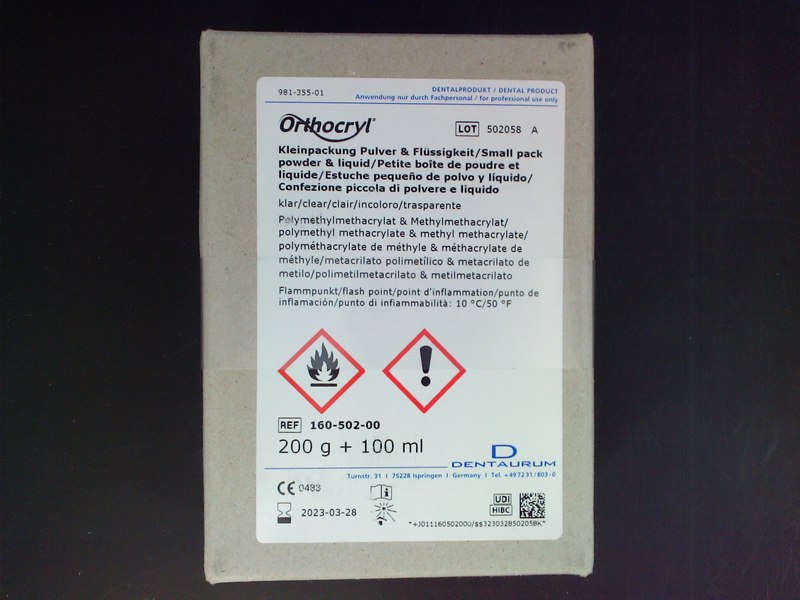 981-355-01
DENTALPRODUKT / DENTAL PRODUCT
Anwendung nur durch Fachpersonal / for professional use only
Orthocryl®
LOT 502058 A
Kleinpackung Pulver & Flüssigkeit/Small pack
powder & liquid/Petite boîte de poudre et
liquide/Estuche pequeño de polvo y líquido/
Confezione piccola di polvere e liquido
klar/clear/clair/incoloro/trasparente
Polymethylmethacrylat & Methylmethacrylat/
polymethyl methacrylate & methyl methacrylate/
polyméthacrylate de méthyle & méthacrylate de
méthyle/metacrilato polimetílico & metacrilato de
metilo/polimetilmetacrilato & metilmetacrilato
Flammpunkt/flash point/point d'inflammation/punto de
inflamación/punto di infiammabilità: 10 °C/50 °F
REF 160-502-00
200 g + 100 ml
D
DENTAURUM
Turnstr. 31 | 75228 Ispringen | Germany | Tel. +497231/803-0
CE 0483
2023-03-28
UDI
HIBC
*+J011160502000/$$3230328502058K*